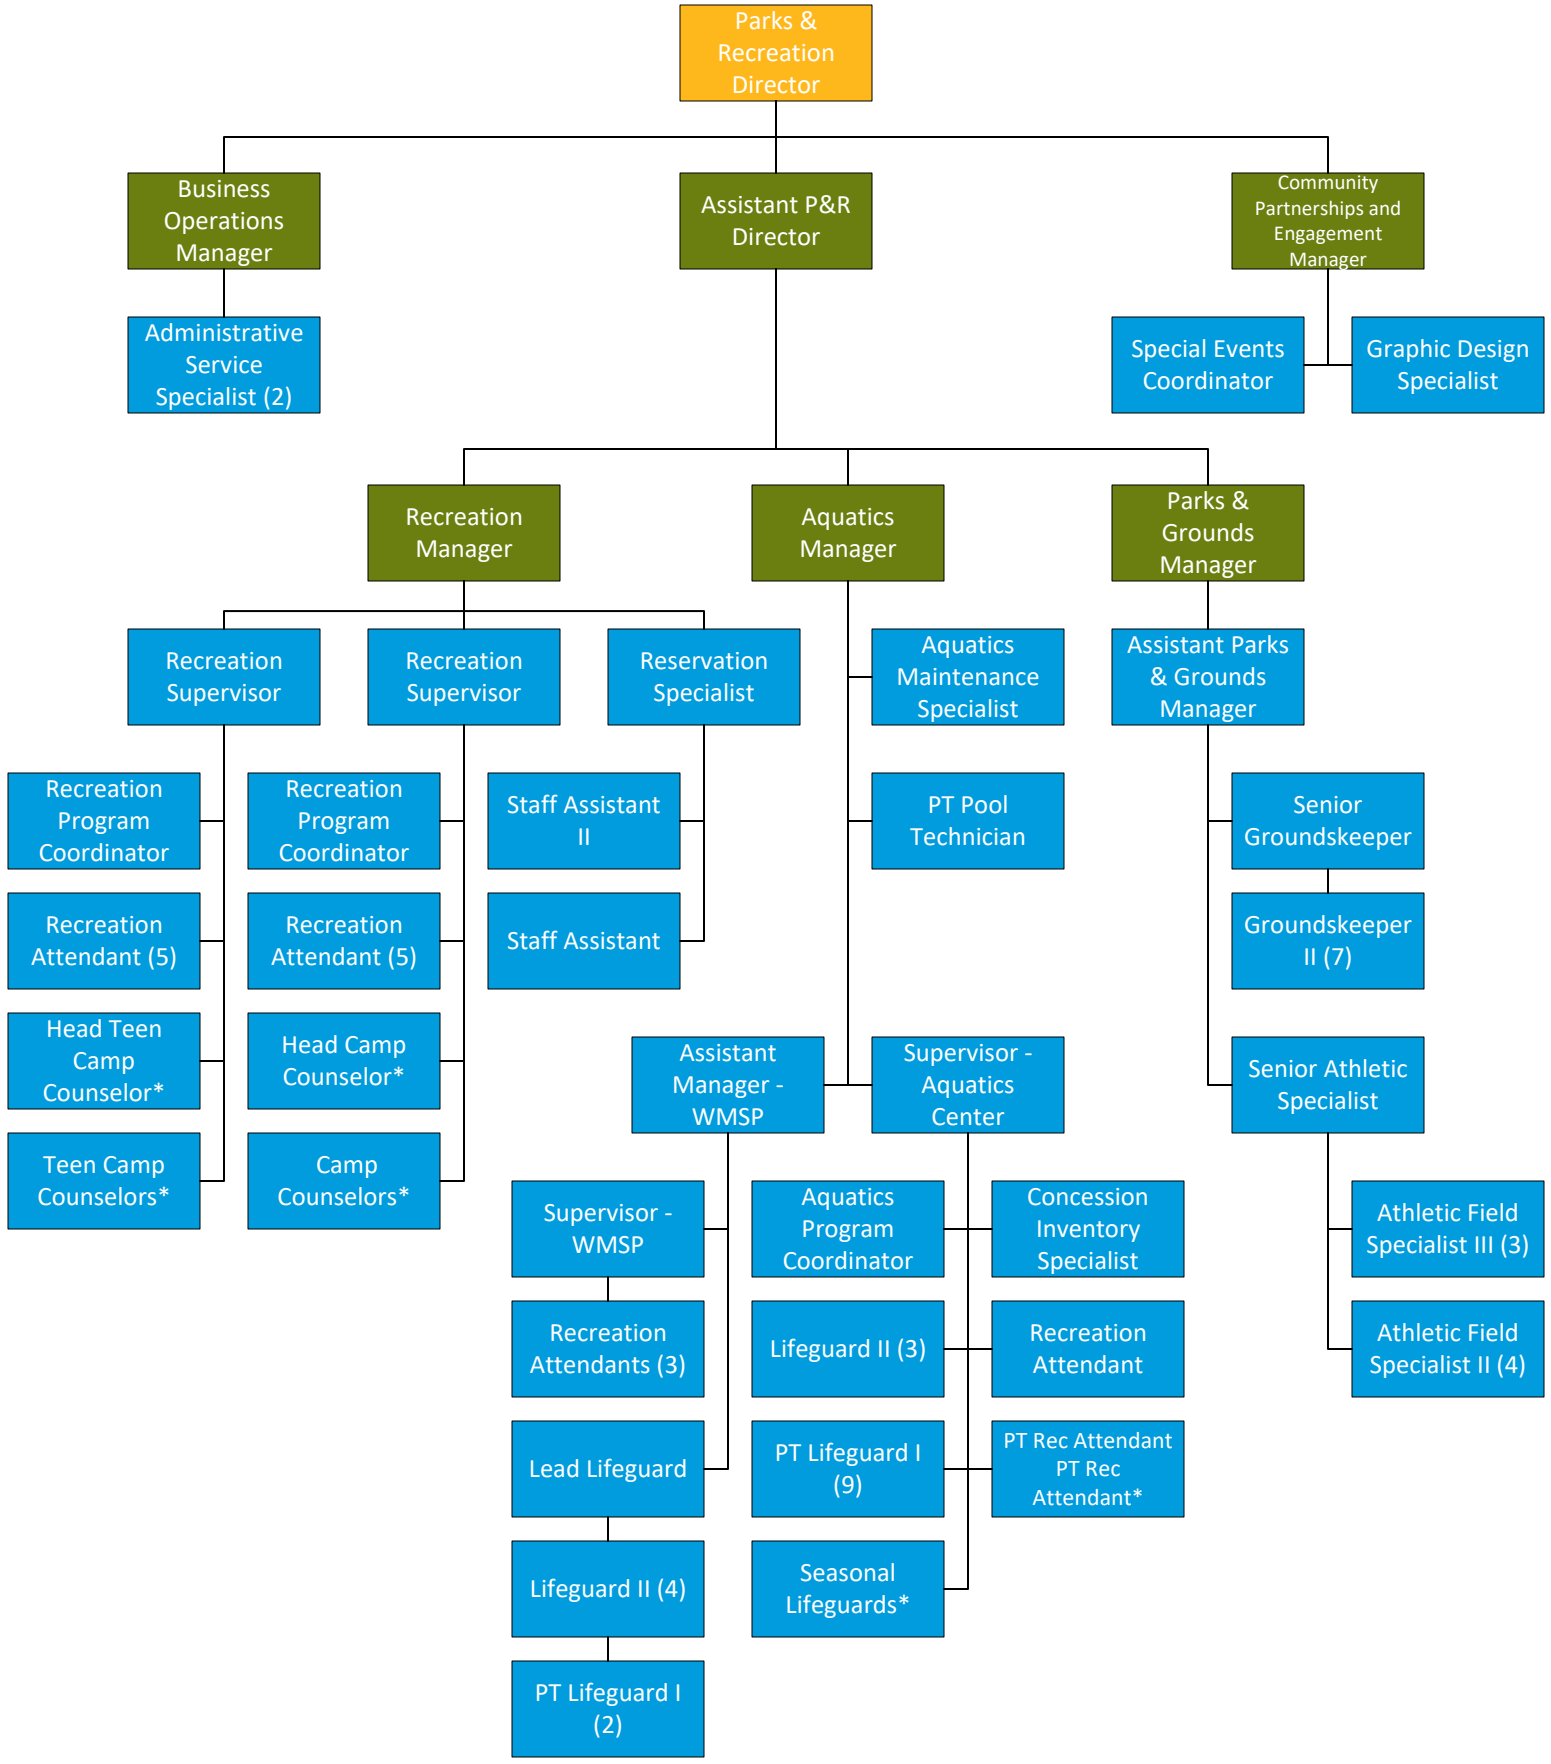 Parks &
Recreation
Director
Business
Operations
Manager
Assistant P&R
Director
Community
Partnerships and
Engagement
Manager
Administrative
Service
Specialist (2)
Special Events
Coordinator
Graphic Design
Specialist
Recreation
Manager
Aquatics
Manager
Parks &
Grounds
Manager
Recreation
Supervisor
Recreation
Supervisor
Reservation
Specialist
Aquatics
Maintenance
Specialist
Assistant Parks
& Grounds
Manager
Recreation
Program
Coordinator
Recreation
Program
Coordinator
Staff Assistant
II
PT Pool
Technician
Senior
Groundskeeper
Recreation
Attendant (5)
Recreation
Attendant (5)
Staff Assistant
Groundskeeper
II (7)
Head Teen
Camp
Counselor*
Head Camp
Counselor*
Assistant
Manager -
WMSP
Supervisor -
Aquatics
Center
Senior Athletic
Specialist
Teen Camp
Counselors*
Camp
Counselors*
Supervisor -
WMSP
Aquatics
Program
Coordinator
Concession
Inventory
Specialist
Athletic Field
Specialist III (3)
Recreation
Attendants (3)
Lifeguard II (3)
Recreation
Attendant
Athletic Field
Specialist II (4)
Lead Lifeguard
PT Lifeguard I
(9)
PT Rec Attendant
PT Rec
Attendant*
Lifeguard II (4)
Seasonal
Lifeguards*
PT Lifeguard I
(2)